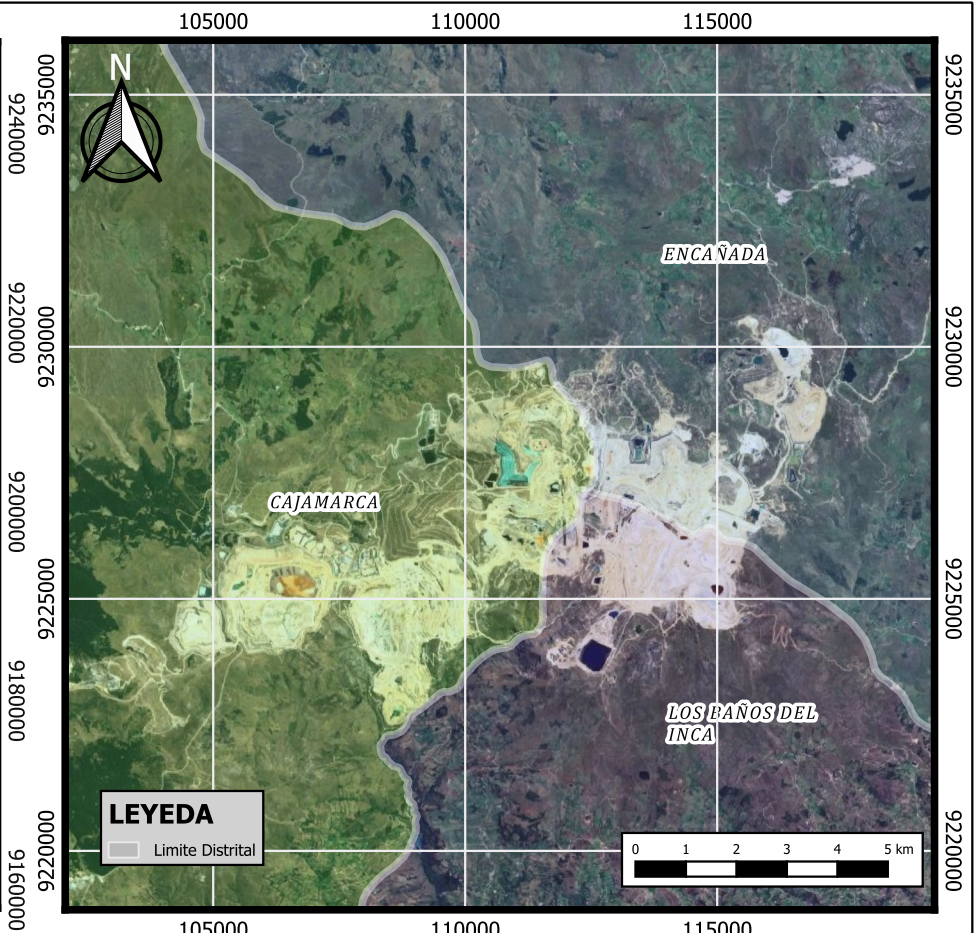 105000 110000 115000
N
9235000
9235000
9240000
ENCAÑADA
9220000
9230000
9230000
CAJAMARCA
9200000
9225000
9225000
LOS BAÑOS DEL
INCA
9180000
LEYEDA
Limite Distrital
0 1 2 3 4 5 km
9220000
9220000
9160000
105000 110000 115000